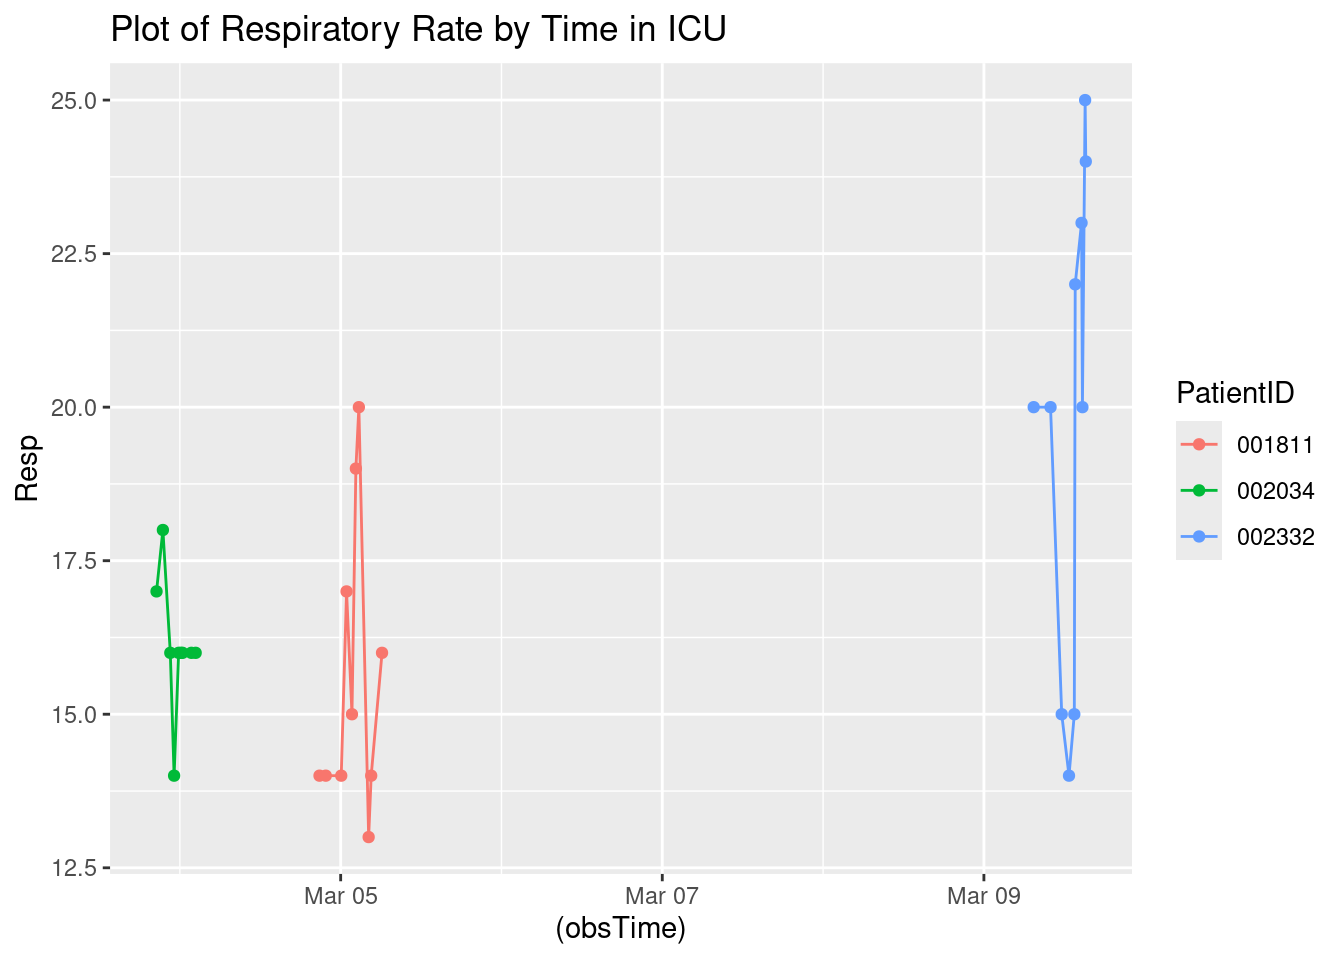 Plot of Respiratory Rate by Time in ICU
25.0
22.5
20.0
17.5
15.0
12.5
Resp
Mar 05
Mar 07
Mar 09
(obsTime)
PatientID
001811
002034
002332